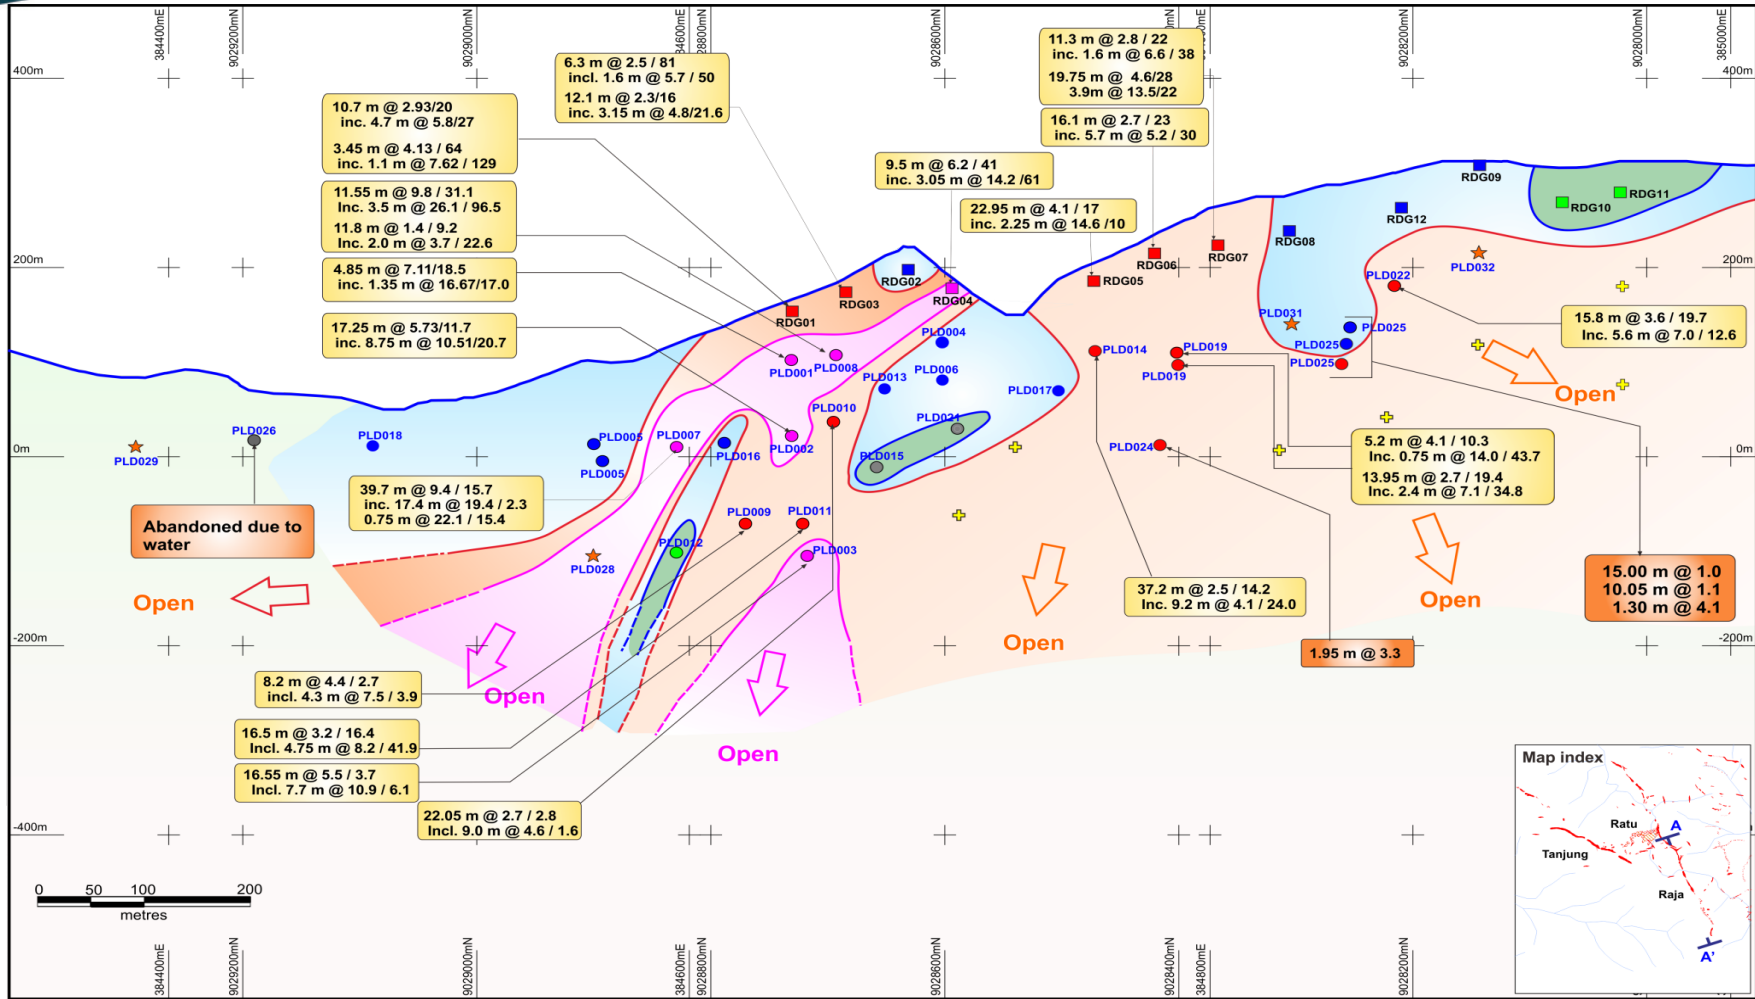 384400mE
9029200mN
9029000mN
384600mE
9028800mN
9028600mN
9028200mN
9028000mN
385000mE
400m
400m
200m
200m
0m
0m
-200m
-200m
-400m
6.3 m @ 2.5 / 81
incl. 1.6 m @ 5.7 / 50
12.1 m @ 2.3/16
inc. 3.15 m @ 4.8/21.6
10.7 m @ 2.93/20
inc. 4.7 m @ 5.8/27
3.45 m @ 4.13 / 64
inc. 1.1 m @ 7.62 / 129
11.55 m @ 9.8 / 31.1
Inc. 3.5 m @ 26.1 / 96.5
11.8 m @ 1.4 / 9.2
Inc. 2.0 m @ 3.7 / 22.6
4.85 m @ 7.11/18.5
inc. 1.35 m @ 16.67/17.0
17.25 m @ 5.73/11.7
inc. 8.75 m @ 10.51/20.7
11.3 m @ 2.8 / 22
inc. 1.6 m @ 6.6 / 38
19.75 m @ 4.6/28
3.9m @ 13.5/22
16.1 m @ 2.7 / 23
inc. 5.7 m @ 5.2 / 30
9.5 m @ 6.2 / 41
inc. 3.05 m @ 14.2 /61
22.95 m @ 4.1 / 17
inc. 2.25 m @ 14.6 /10
RDG01
RDG03
RDG02
RDG04
RDG05
RDG06
RDG07
RDG08
RDG12
RDG09
RDG10
RDG11
PLD032
PLD022
PLD031
PLD025
PLD025
PLD025
15.8 m @ 3.6 / 19.7
Inc. 5.6 m @ 7.0 / 12.6
Open
PLD001
PLD008
PLD004
PLD006
PLD013
PLD017
PLD014
PLD019
PLD019
PLD010
PLD021
PLD015
PLD024
PLD029
PLD026
PLD018
PLD005
PLD005
PLD007
PLD016
PLD002
39.7 m @ 9.4 / 15.7
inc. 17.4 m @ 19.4 / 2.3
0.75 m @ 22.1 / 15.4
5.2 m @ 4.1 / 10.3
Inc. 0.75 m @ 14.0 / 43.7
13.95 m @ 2.7 / 19.4
Inc. 2.4 m @ 7.1 / 34.8
Abandoned due to
water
PLD009
PLD011
PLD012
PLD003
PLD028
37.2 m @ 2.5 / 14.2
Inc. 9.2 m @ 4.1 / 24.0
15.00 m @ 1.0
10.05 m @ 1.1
1.30 m @ 4.1
1.95 m @ 3.3
Open
Open
Open
Open
Open
8.2 m @ 4.4 / 2.7
incl. 4.3 m @ 7.5 / 3.9
16.5 m @ 3.2 / 16.4
Incl. 4.75 m @ 8.2 / 41.9
16.55 m @ 5.5 / 3.7
Incl. 7.7 m @ 10.9 / 6.1
22.05 m @ 2.7 / 2.8
Incl. 9.0 m @ 4.6 / 1.6
Map index
Ratu
A
Tanjung
Raja
A'
0 50 100 200
metres
384400mE
9029200mN
9029000mN
384600mE
9028800mN
9028600mN
9028400mN
384800mE
9028200mN